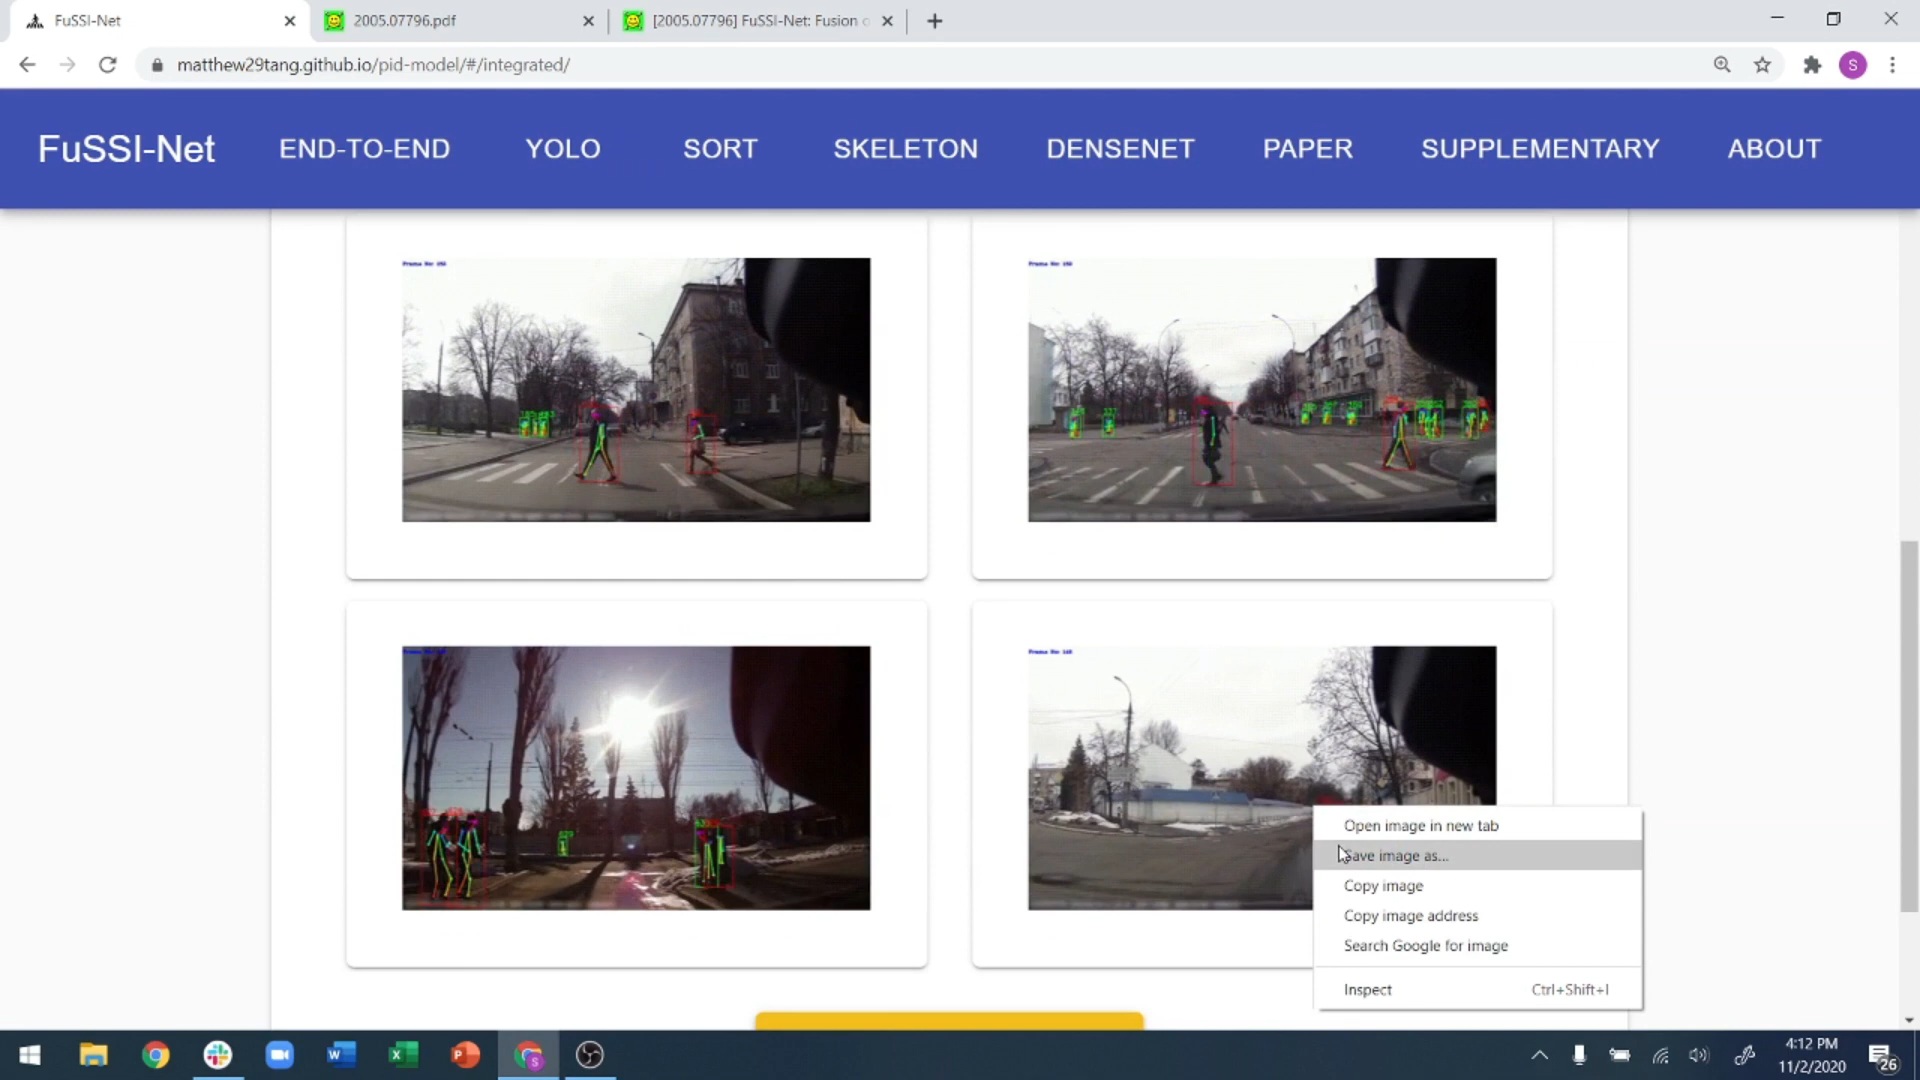 FuSSI-Net
2005.07796.pdf
[2005.07796] FuSSI-Net: Fusion o
matthew29tang.github.io/pid-model/#/integrated/
S
FuSSI-Net
END-TO-END
YOLO
SORT
SKELETON
DENSENET
PAPER
SUPPLEMENTARY
ABOUT
Open image in new tab
Save image as...
Copy image
Copy image address
Search Google for image
Inspect
Ctrl+Shift+I
4:12 PM
11/2/2020
26